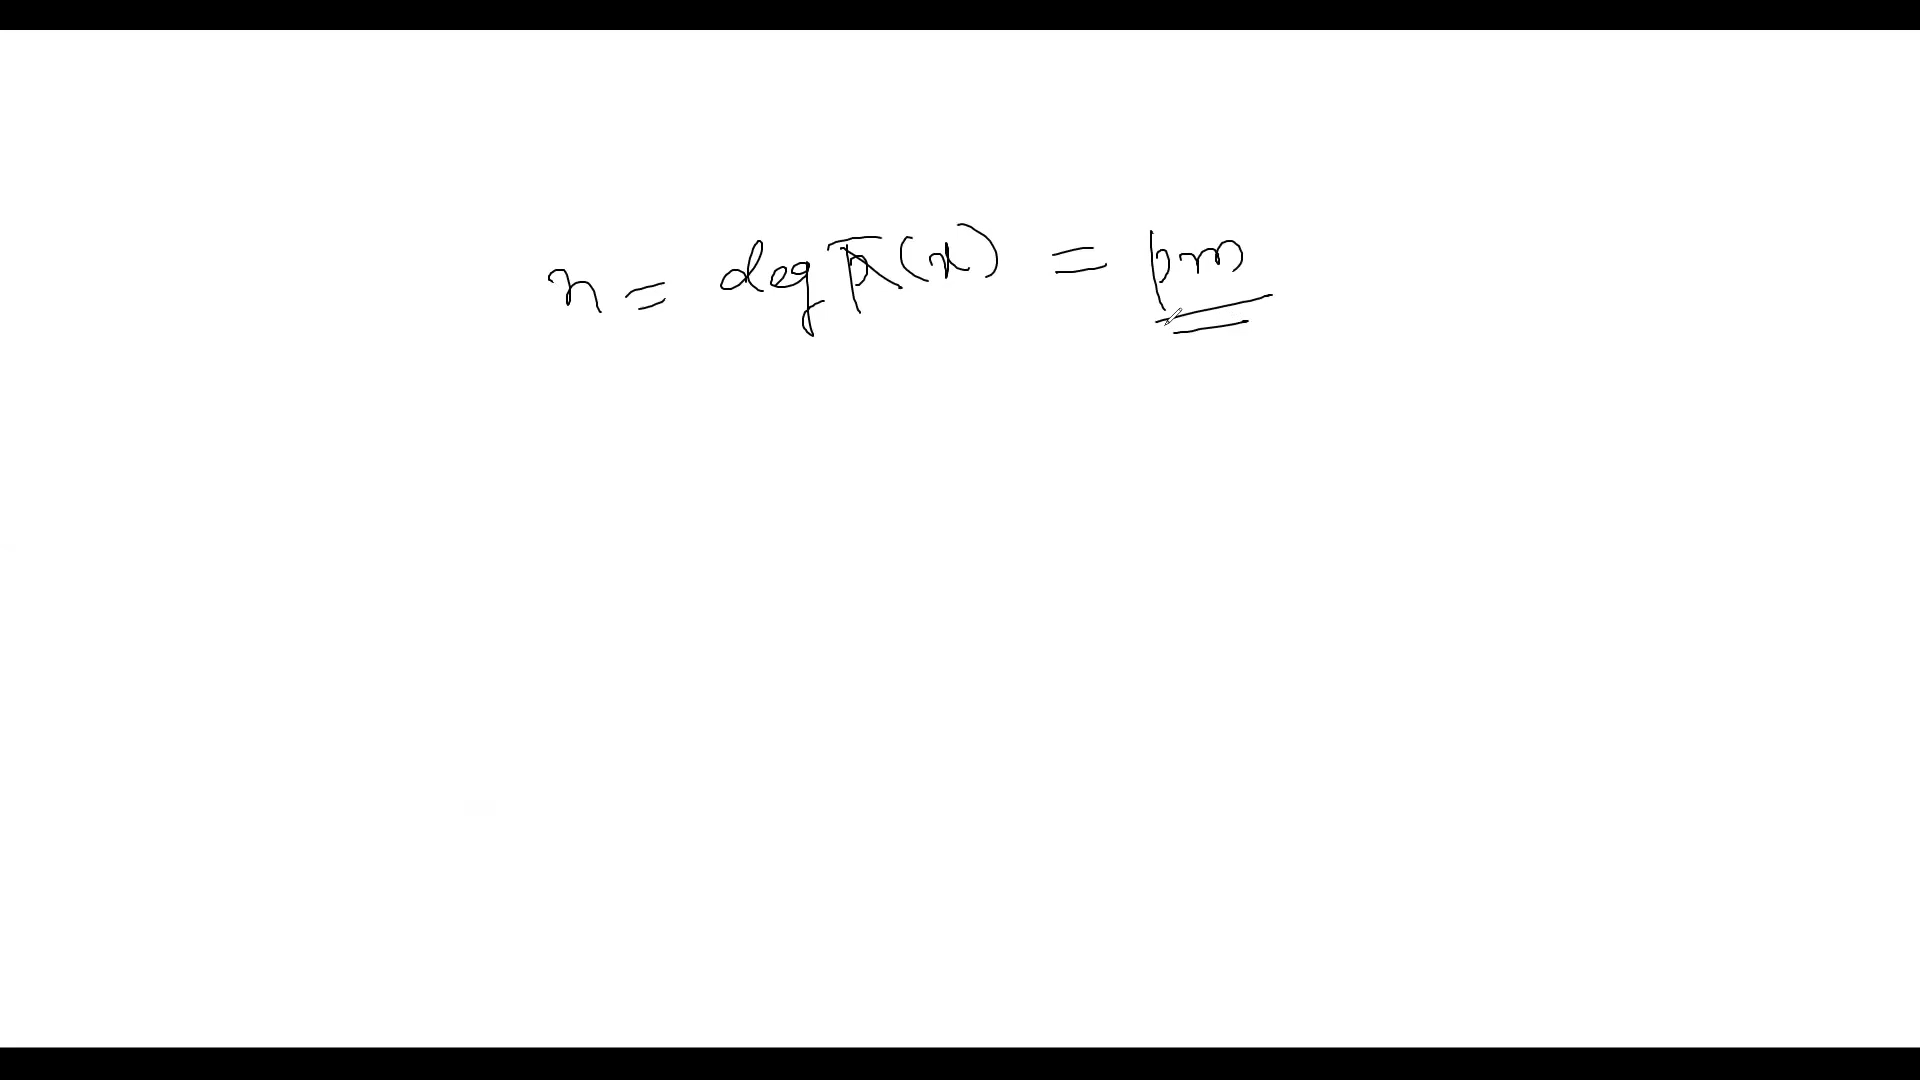 n = deg p̅(x) = pm